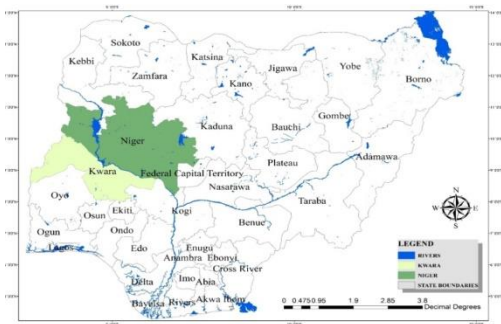 Sokoto
Katsina
Kebbi
Jigawa
Yobe
Zamfara
Kano
Borno
Gombe
Kaduna
Bauchi
Niger
Adamawa
Plateau
Federal Capital Territory
Kwara
Nasarawa
Taraba
Oyo
Kogi
Ekiti
Osun
Benue
Ogun
Ondo
Lagos
Edo
Enugu
Anambra Ebonyi
Cross River
Delta
Imo Abia
Bayelsa Rivers Akwa Ibom
N
W E
S
LEGEND
RIVERS
KWARA
NIGER
STATE BOUNDARIES
0 0.475 0.95 1.9 2.85 3.8
Decimal Degrees